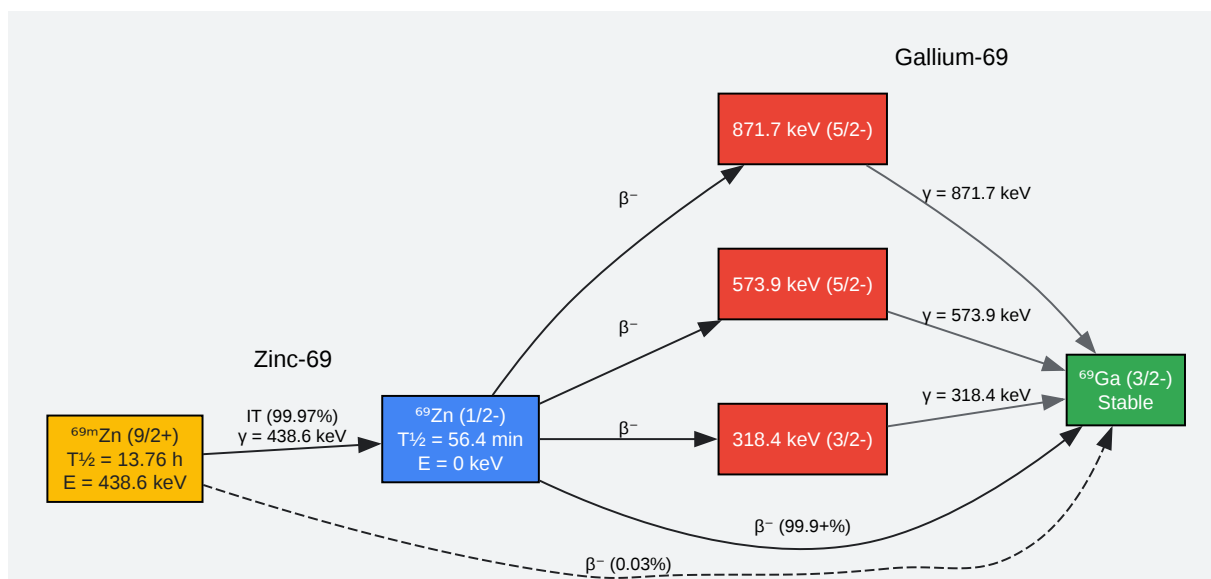 Gallium-69
871.7 keV (5/2-)
β⁻
γ = 871.7 keV
573.9 keV (5/2-)
β⁻
γ = 573.9 keV
Zinc-69
⁶⁹ᵐZn (9/2+)
T½ = 13.76 h
E = 438.6 keV
IT (99.97%)
γ = 438.6 keV
⁶⁹Zn (1/2-)
T½ = 56.4 min
E = 0 keV
β⁻
318.4 keV (3/2-)
γ = 318.4 keV
⁶⁹Ga (3/2-)
Stable
β⁻ (99.9+%)
β⁻ (0.03%)